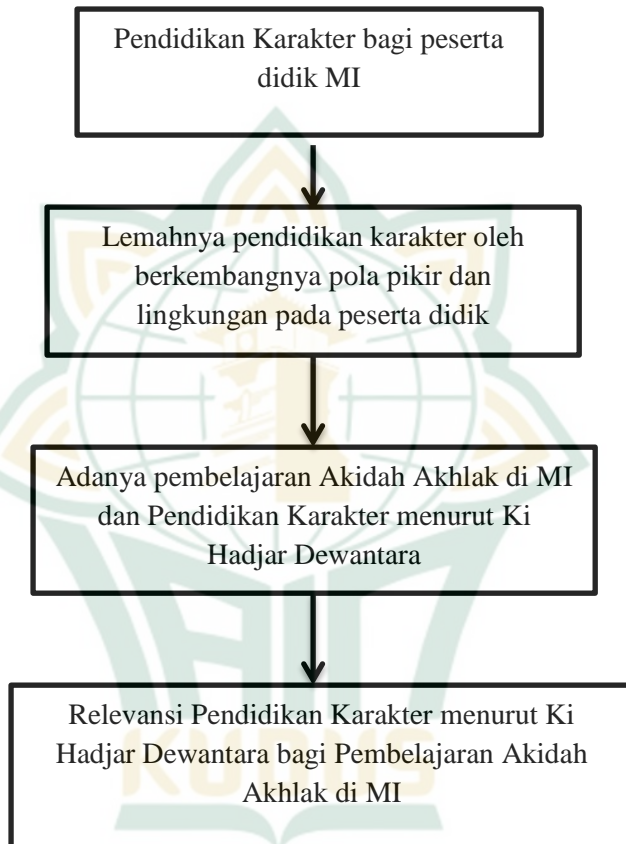 Pendidikan Karakter bagi peserta
didik MI
Lemahnya pendidikan karakter oleh
berkembangnya pola pikir dan
lingkungan pada peserta didik
Adanya pembelajaran Akidah Akhlak di MI
dan Pendidikan Karakter menurut Ki
Hadjar Dewantara
Relevansi Pendidikan Karakter menurut Ki
Hadjar Dewantara bagi Pembelajaran Akidah
Akhlak di MI
KUDUS